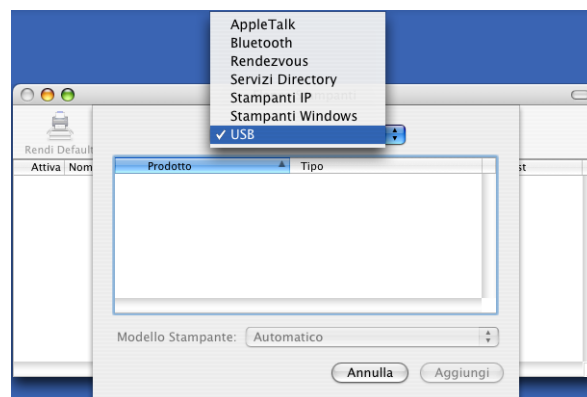 AppleTalk
Bluetooth
Rendezvous
Servizi Directory
Stampanti IP
Stampanti Windows
✓ USB
Rendi Default
Attiva Nom
Prodotto Tipo
st
Modello Stampante: Automatico
Annulla Aggiungi